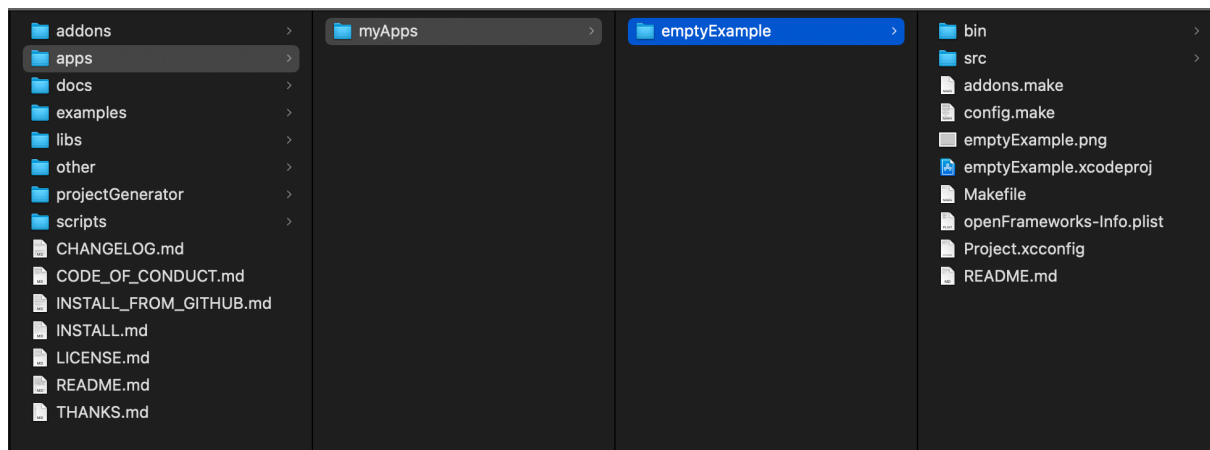 addons
apps
docs
examples
libs
other
projectGenerator
scripts
CHANGELOG.md
CODE_OF_CONDUCT.md
INSTALL_FROM_GITHUB.md
INSTALL.md
LICENSE.md
README.md
THANKS.md
myApps
emptyExample
bin
src
addons.make
config.make
emptyExample.png
emptyExample.xcodeproj
Makefile
openFrameworks-Info.plist
Project.xcconfig
README.md